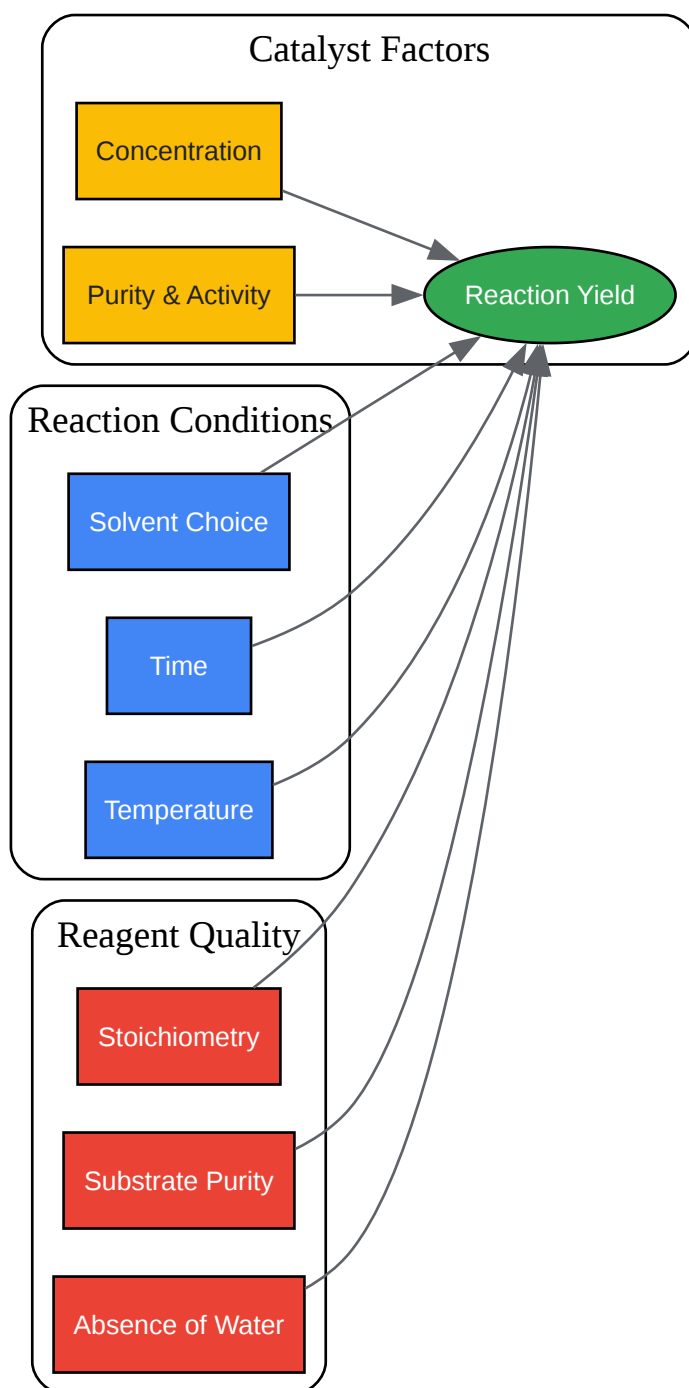 Catalyst Factors
Concentration
Purity & Activity
Reaction Yield
Reaction Conditions
Solvent Choice
Time
Temperature
Reagent Quality
Stoichiometry
Substrate Purity
Absence of Water